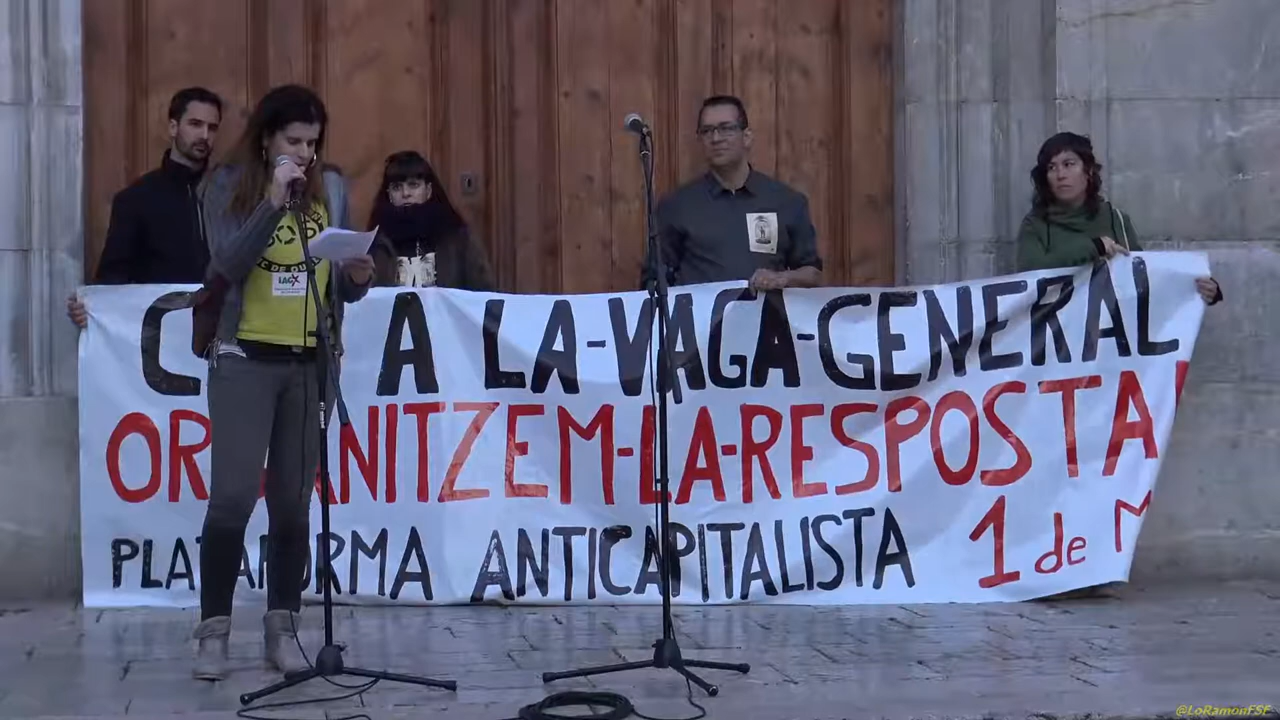 A LA-VAGA-GENERAL
ORGANITZEM-LA-RESPOSTA!
PLATAFORMA ANTICAPITALISTA 1 de M
@LoRamonFSF